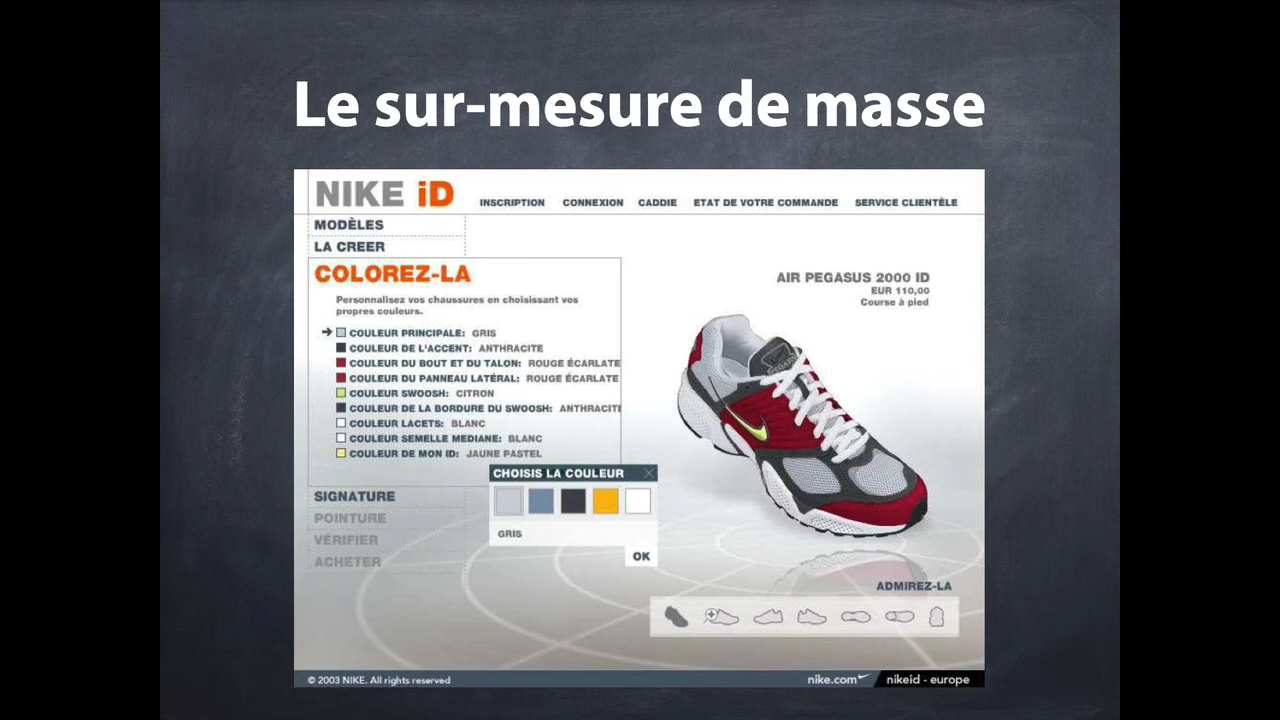 Le sur-mesure de masse
NIKE iD
INSCRIPTION CONNEXION CADDIE ETAT DE VOTRE COMMANDE SERVICE CLIENTÈLE
MODÈLES
LA CREER
COLOREZ-LA
Personnalisez vos chaussures en choisissant vos
propres couleurs.
COULEUR PRINCIPALE: GRIS
COULEUR DE L'ACCENT: ANTHRACITE
COULEUR DU BOUT ET DU TALON: ROUGE ÉCARLATE
COULEUR DU PANNEAU LATÉRAL: ROUGE ÉCARLATE
COULEUR SWOOSH: CITRON
COULEUR DE LA BORDURE DU SWOOSH: ANTHRACITE
COULEUR LACETS: BLANC
COULEUR SEMELLE MEDIANE: BLANC
COULEUR DE MON ID: JAUNE PASTEL
CHOISIS LA COULEUR
GRIS
OK
SIGNATURE
POINTURE
VÉRIFIER
ACHETER
AIR PEGASUS 2000 ID
EUR 110,00
Course à pied
ADMIREZ-LA
© 2003 NIKE. All rights reserved
nike.com
nikeid - europe